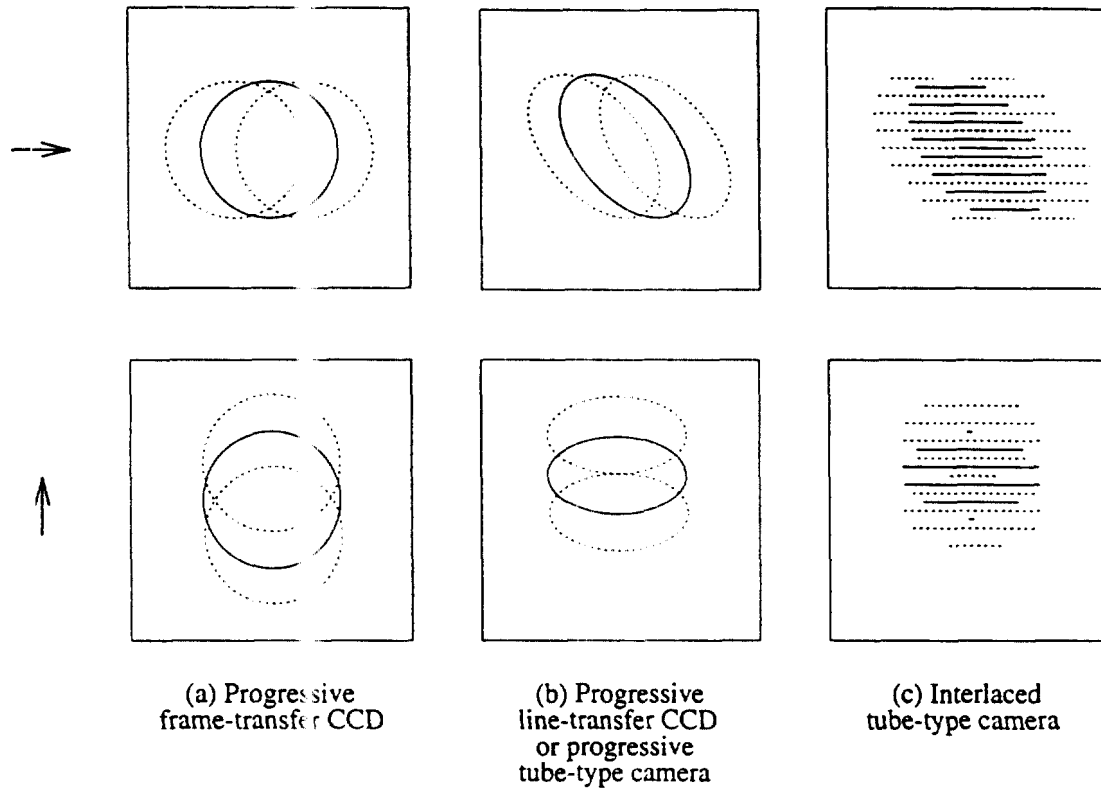 (a) Progressive
frame-transfer CCD
(b) Progressive
line-transfer CCD
or progressive
tube-type camera
(c) Interlaced
tube-type camera